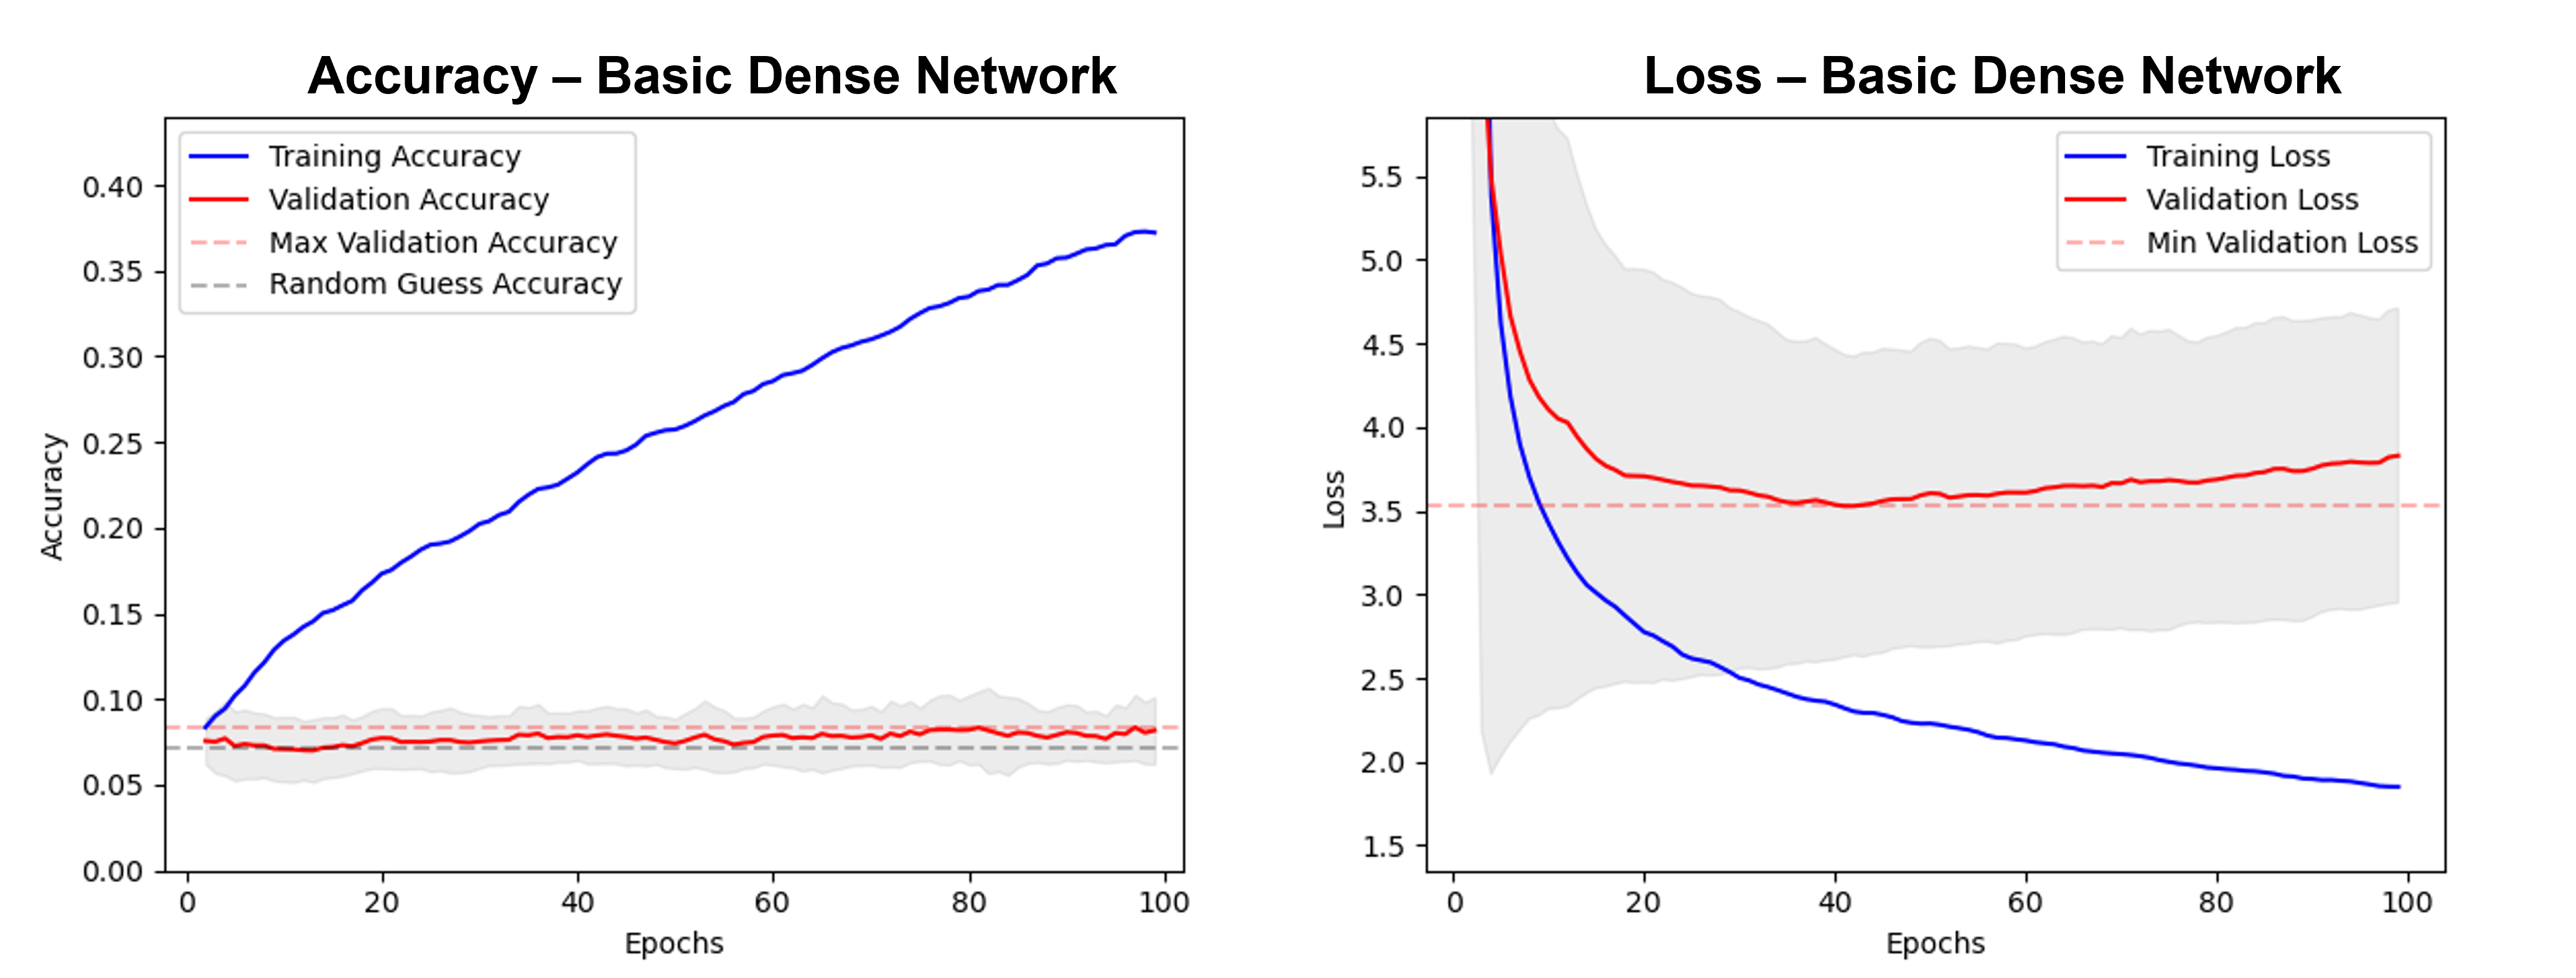 Accuracy – Basic Dense Network
Training Accuracy
Validation Accuracy
Max Validation Accuracy
Random Guess Accuracy
0.40
0.35
0.30
0.25
0.20
0.15
0.10
0.05
0.00
Accuracy
0 20 40 60 80 100
Epochs
Loss – Basic Dense Network
Training Loss
Validation Loss
Min Validation Loss
5.5
5.0
4.5
4.0
3.5
3.0
2.5
2.0
1.5
Loss
0 20 40 60 80 100
Epochs